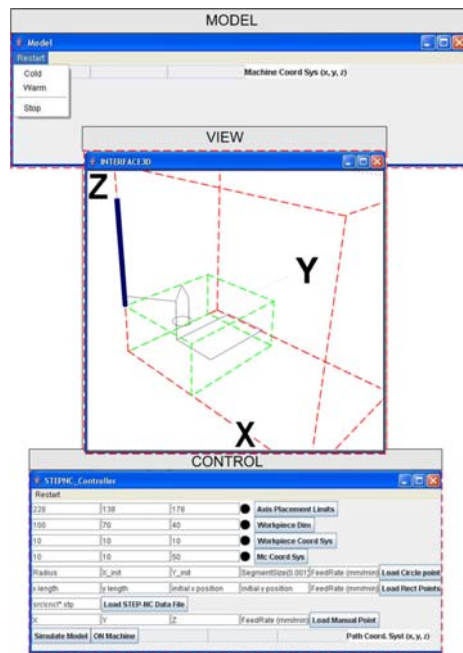 MODEL
Model
Restart
Cold
Warm
Stop
Machine Coord Sys (x, y, z)
VIEW
INTERFACE3D
Z
Y
X
CONTROL
STEPNC_Controller
Restart
228 138 178 Axis Placement Limits
100 70 40 Workpiece Dim
10 10 10 Workpiece Coord Sys
10 10 50 Mc Coord Sys
Radius X_init Y_init SegmentSize(0.001) FeedRate (mm/min) Load Circle point
x length y length initial x position initial y position FeedRate (mm/min) Load Rect Points
src/snc/*.stp Load STEP-NC Data File
X Y Z FeedRate (mm/min) Load Manual Point
Simulate Model ON Machine Path Coord. Syst (x, y, z)